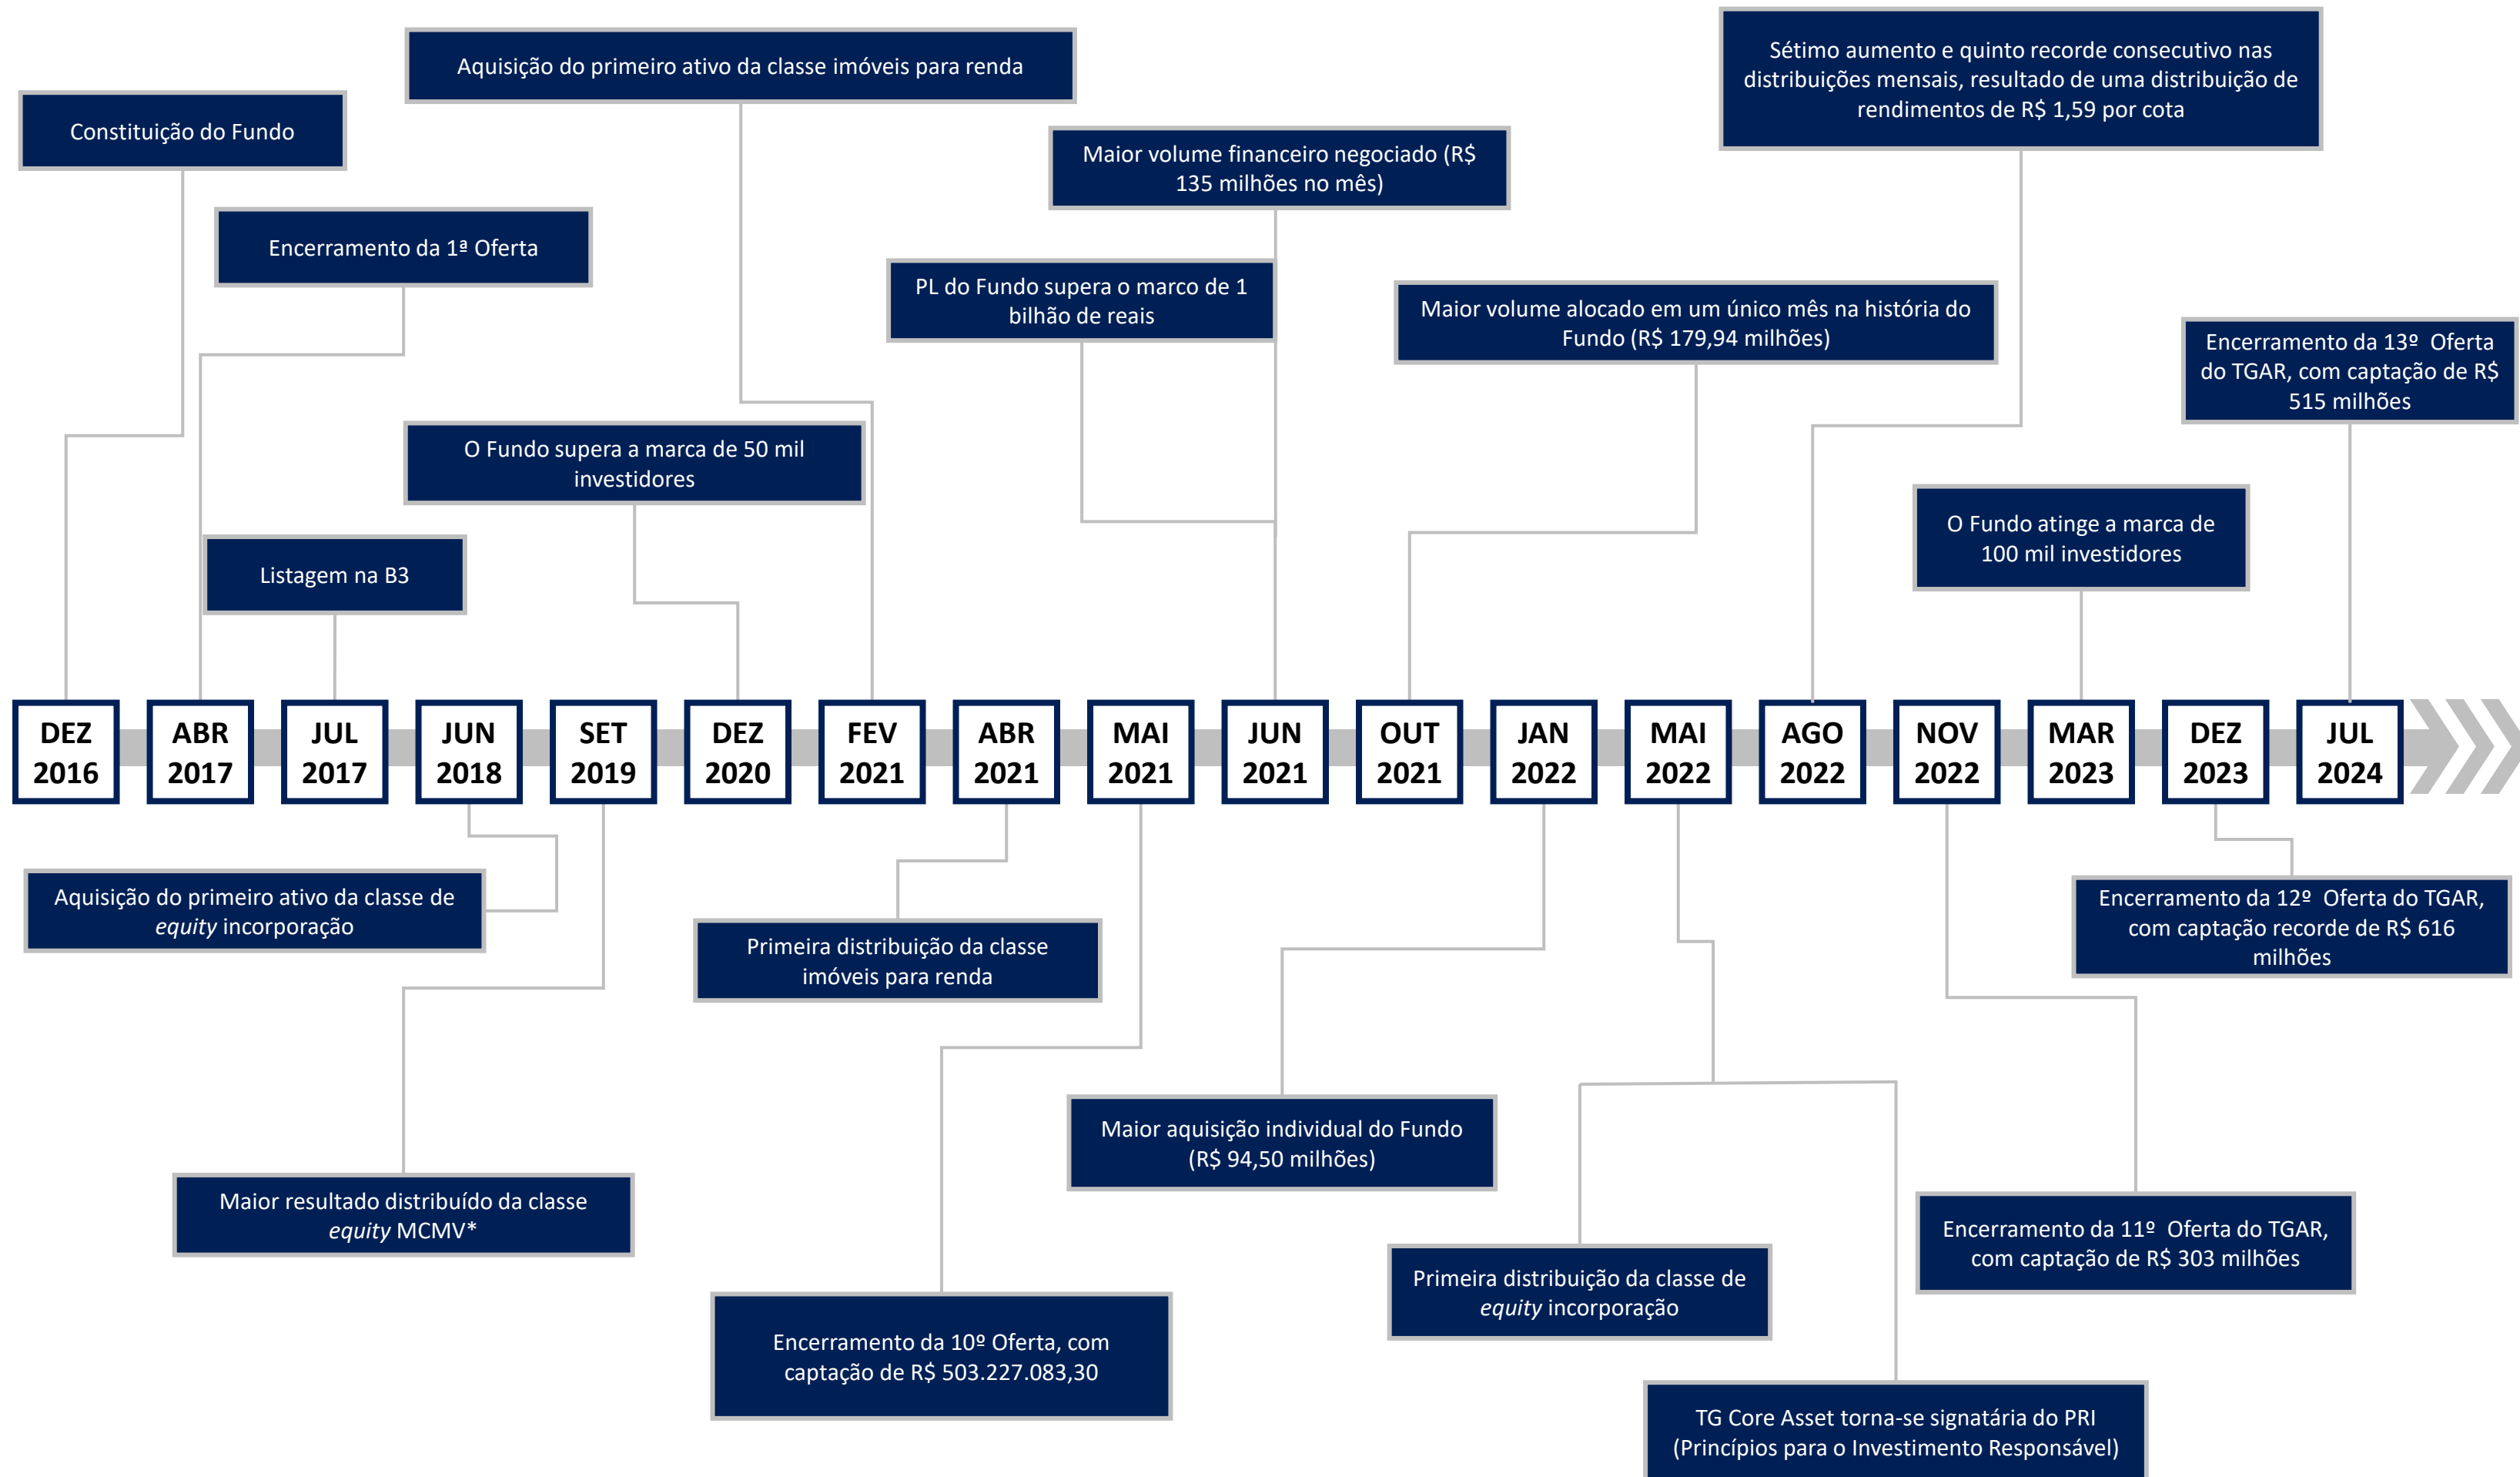 Aquisição do primeiro ativo da classe imóveis para renda
Sétimo aumento e quinto recorde consecutivo nas
distribuições mensais, resultado de uma distribuição de
rendimentos de R$ 1,59 por cota
Constituição do Fundo
Maior volume financeiro negociado (R$
135 milhões no mês)
Encerramento da 1ª Oferta
PL do Fundo supera o marco de 1
bilhão de reais
Maior volume alocado em um único mês na história do
Fundo (R$ 179,94 milhões)
Encerramento da 13º Oferta
do TGAR, com captação de R$
515 milhões
O Fundo supera a marca de 50 mil
investidores
O Fundo atinge a marca de
100 mil investidores
Listagem na B3
DEZ
2016
ABR
2017
JUL
2017
JUN
2018
SET
2019
DEZ
2020
FEV
2021
ABR
2021
MAI
2021
JUN
2021
OUT
2021
JAN
2022
MAI
2022
AGO
2022
NOV
2022
MAR
2023
DEZ
2023
JUL
2024
Aquisição do primeiro ativo da classe de
equity incorporação
Primeira distribuição da classe
imóveis para renda
Encerramento da 12º Oferta do TGAR,
com captação recorde de R$ 616
milhões
Maior aquisição individual do Fundo
(R$ 94,50 milhões)
Maior resultado distribuído da classe
equity MCMV*
Encerramento da 11º Oferta do TGAR,
com captação de R$ 303 milhões
Primeira distribuição da classe de
equity incorporação
Encerramento da 10º Oferta, com
captação de R$ 503.227.083,30
TG Core Asset torna-se signatária do PRI
(Princípios para o Investimento Responsável)